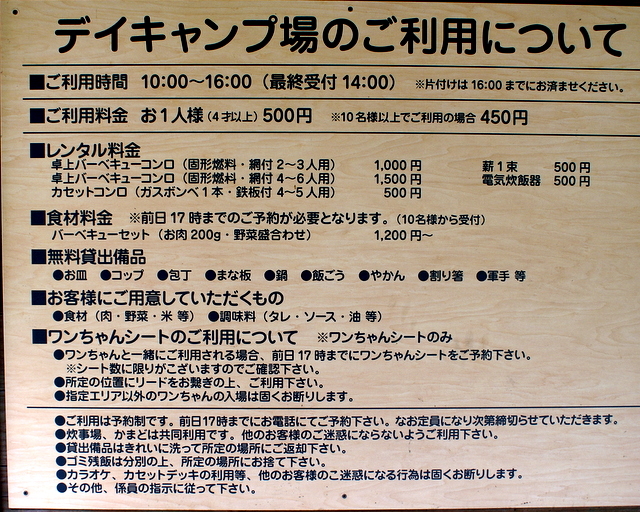 デイキャンプ場のご利用について
■ご利用時間 10:00〜16:00（最終受付 14:00） ※片付けは 16:00 までにお済ませください。
■ご利用料金 お１人様（４才以上）500円 ※10 名様以上でご利用の場合 450円
■レンタル料金
卓上バーベキューコンロ（固形燃料・網付 2〜3 人用） 1,000 円 薪１束 500 円
卓上バーベキューコンロ（固形燃料・網付 4〜6 人用） 1,500 円 電気炊飯器 500 円
カセットコンロ（ガスボンベ１本・鉄板付 4〜5 人用） 500 円
■食材料金 ※前日 17 時までのご予約が必要となります。（10名様から受付）
バーベキューセット（お肉 200g・野菜盛合わせ） 1,200 円〜
■無料貸出備品
●お皿 ●コップ ●包丁 ●まな板 ●鍋 ●飯ごう ●やかん ●割り箸 ●軍手 等
■お客様にご用意していただくもの
●食材（肉・野菜・米 等） ●調味料（タレ・ソース・油 等）
■ワンちゃんシートのご利用について ※ワンちゃんシートのみ
●ワンちゃんと一緒にご利用される場合、前日 17 時までにワンちゃんシートをご予約下さい。
※シート数に限りがございますのでご確認下さい。
●所定の位置にリードをお繋ぎの上、ご利用下さい。
●指定エリア以外のワンちゃんの入場は固くお断りします。
●ご利用は予約制です。前日17時までにお電話にてご予約下さい。なお定員になり次第締切らせていただきます。
●炊事場、かまどは共同利用です。他のお客様のご迷惑にならないようご利用下さい。
●貸出備品はきれいに洗って所定の場所にご返却下さい。
●ゴミ残飯は分別の上、所定の場所にお捨て下さい。
●カラオケ、カセットデッキの利用等、他のお客様のご迷惑になる行為は固くお断りします。
●その他、係員の指示に従って下さい。